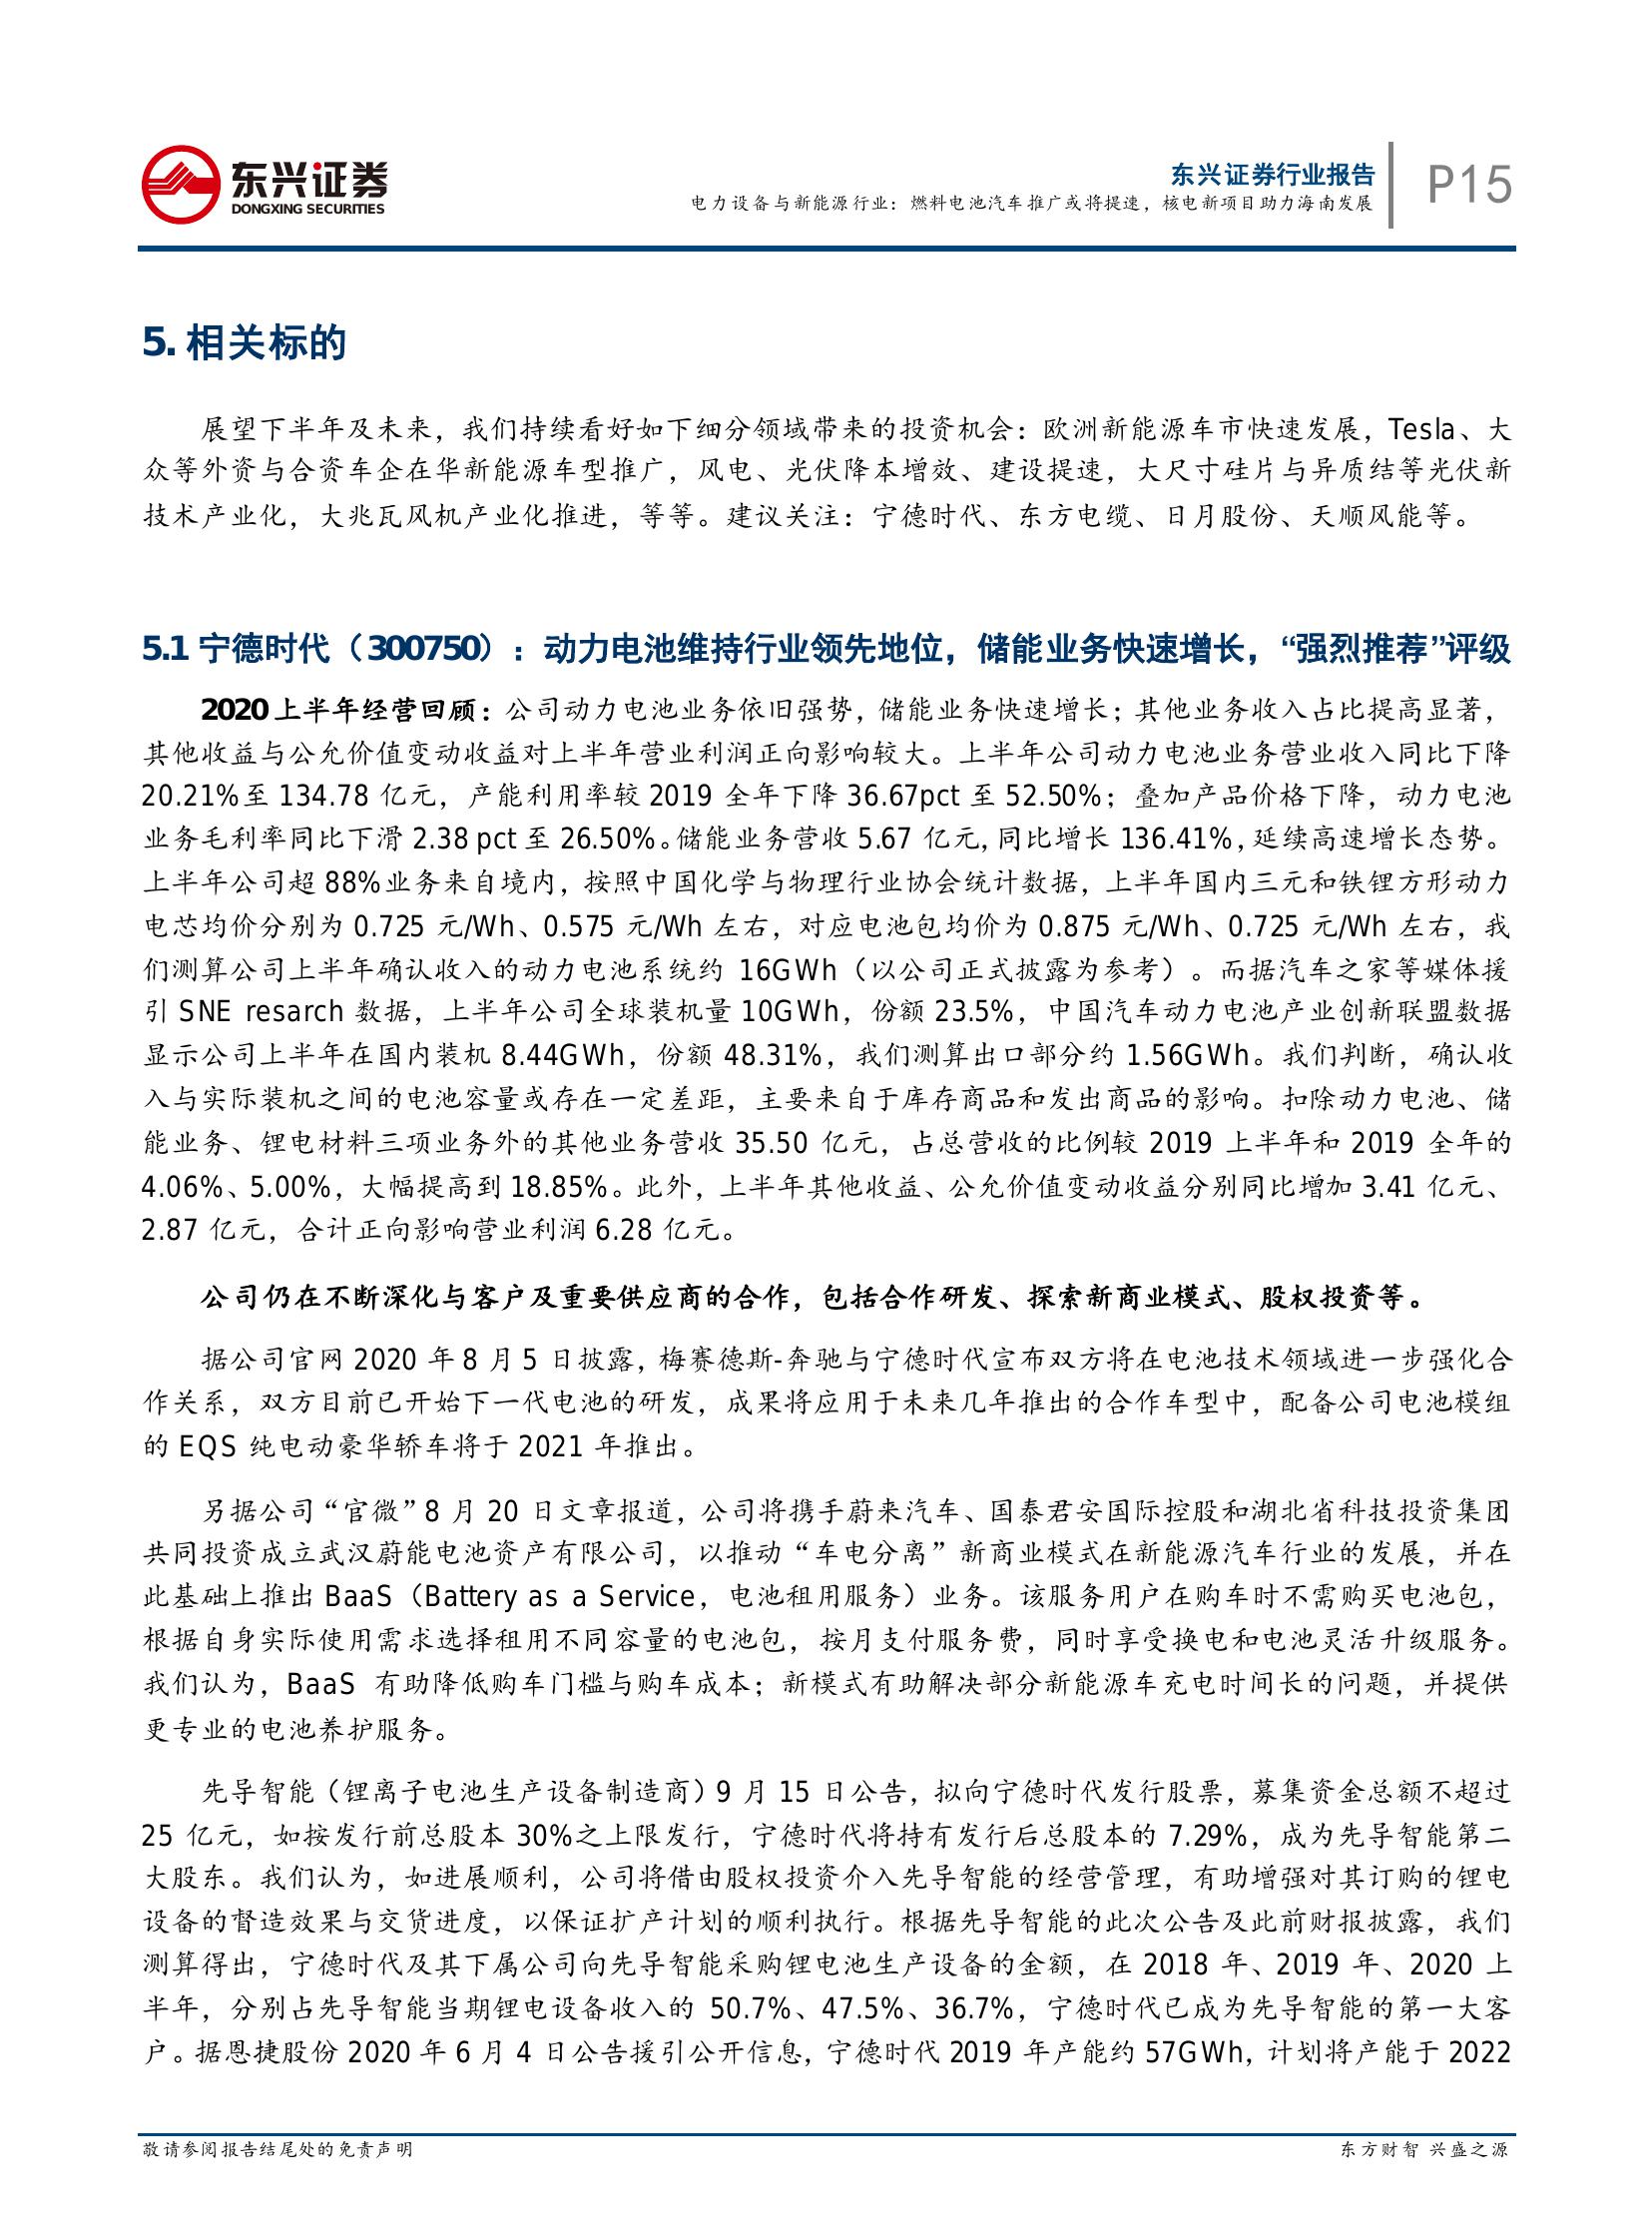 东兴证券
DONGXING SECURITIES
东兴证券行业报告
电力设备与新能源行业：燃料电池汽车推广或将提速，核电新项目助力海南发展
P15
5. 相关标的
展望下半年及未来，我们持续看好如下细分领域带来的投资机会：欧洲新能源车市快速发展，Tesla、大
众等外资与合资车企在华新能源车型推广，风电、光伏降本增效、建设提速，大尺寸硅片与异质结等光伏新
技术产业化，大兆瓦风机产业化推进，等等。建议关注：宁德时代、东方电缆、日月股份、天顺风能等。
5.1 宁德时代（300750）：动力电池维持行业领先地位，储能业务快速增长，“强烈推荐”评级
2020 上半年经营回顾：公司动力电池业务依旧强势，储能业务快速增长；其他业务收入占比提高显著，
其他收益与公允价值变动收益对上半年营业利润正向影响较大。上半年公司动力电池业务营业收入同比下降
20.21%至 134.78 亿元，产能利用率较 2019 全年下降 36.67pct 至 52.50%；叠加产品价格下降，动力电池
业务毛利率同比下滑 2.38 pct 至 26.50%。储能业务营收 5.67 亿元，同比增长 136.41%，延续高速增长态势。
上半年公司超 88%业务来自境内，按照中国化学与物理行业协会统计数据，上半年国内三元和铁锂方形动力
电芯均价分别为 0.725 元/Wh、0.575 元/Wh 左右，对应电池包均价为 0.875 元/Wh、0.725 元/Wh 左右，我
们测算公司上半年确认收入的动力电池系统约 16GWh（以公司正式披露为参考）。而据汽车之家等媒体援
引 SNE resarch 数据，上半年公司全球装机量 10GWh，份额 23.5%，中国汽车动力电池产业创新联盟数据
显示公司上半年在国内装机 8.44GWh，份额 48.31%，我们测算出口部分约 1.56GWh。我们判断，确认收
入与实际装机之间的电池容量或存在一定差距，主要来自于库存商品和发出商品的影响。扣除动力电池、储
能业务、锂电材料三项业务外的其他业务营收 35.50 亿元，占总营收的比例较 2019 上半年和 2019 全年的
4.06%、5.00%，大幅提高到 18.85%。此外，上半年其他收益、公允价值变动收益分别同比增加 3.41 亿元、
2.87 亿元，合计正向影响营业利润 6.28 亿元。
公司仍在不断深化与客户及重要供应商的合作，包括合作研发、探索新商业模式、股权投资等。
据公司官网 2020 年 8 月 5 日披露，梅赛德斯-奔驰与宁德时代宣布双方将在电池技术领域进一步强化合
作关系，双方目前已开始下一代电池的研发，成果将应用于未来几年推出的合作车型中，配备公司电池模组
的 EQS 纯电动豪华轿车将于 2021 年推出。
另据公司“官微”8 月 20 日文章报道，公司将携手蔚来汽车、国泰君安国际控股和湖北省科技投资集团
共同投资成立武汉蔚能电池资产有限公司，以推动“车电分离”新商业模式在新能源汽车行业的发展，并在
此基础上推出 BaaS（Battery as a Service，电池租用服务）业务。该服务用户在购车时不需购买电池包，
根据自身实际使用需求选择租用不同容量的电池包，按月支付服务费，同时享受换电和电池灵活升级服务。
我们认为，BaaS 有助降低购车门槛与购车成本；新模式有助解决部分新能源车充电时间长的问题，并提供
更专业的电池养护服务。
先导智能（锂离子电池生产设备制造商）9 月 15 日公告，拟向宁德时代发行股票，募集资金总额不超过
25 亿元，如按发行前总股本 30%之上限发行，宁德时代将持有发行后总股本的 7.29%，成为先导智能第二
大股东。我们认为，如进展顺利，公司将借由股权投资介入先导智能的经营管理，有助增强对其订购的锂电
设备的督造效果与交货进度，以保证扩产计划的顺利执行。根据先导智能的此次公告及此前财报披露，我们
测算得出，宁德时代及其下属公司向先导智能采购锂电池生产设备的金额，在 2018 年、2019 年、2020 上
半年，分别占先导智能当期锂电设备收入的 50.7%、47.5%、36.7%，宁德时代已成为先导智能的第一大客
户。据恩捷股份 2020 年 6 月 4 日公告援引公开信息，宁德时代 2019 年产能约 57GWh，计划将产能于 2022
敬请参阅报告结尾处的免责声明
东方财智 兴盛之源